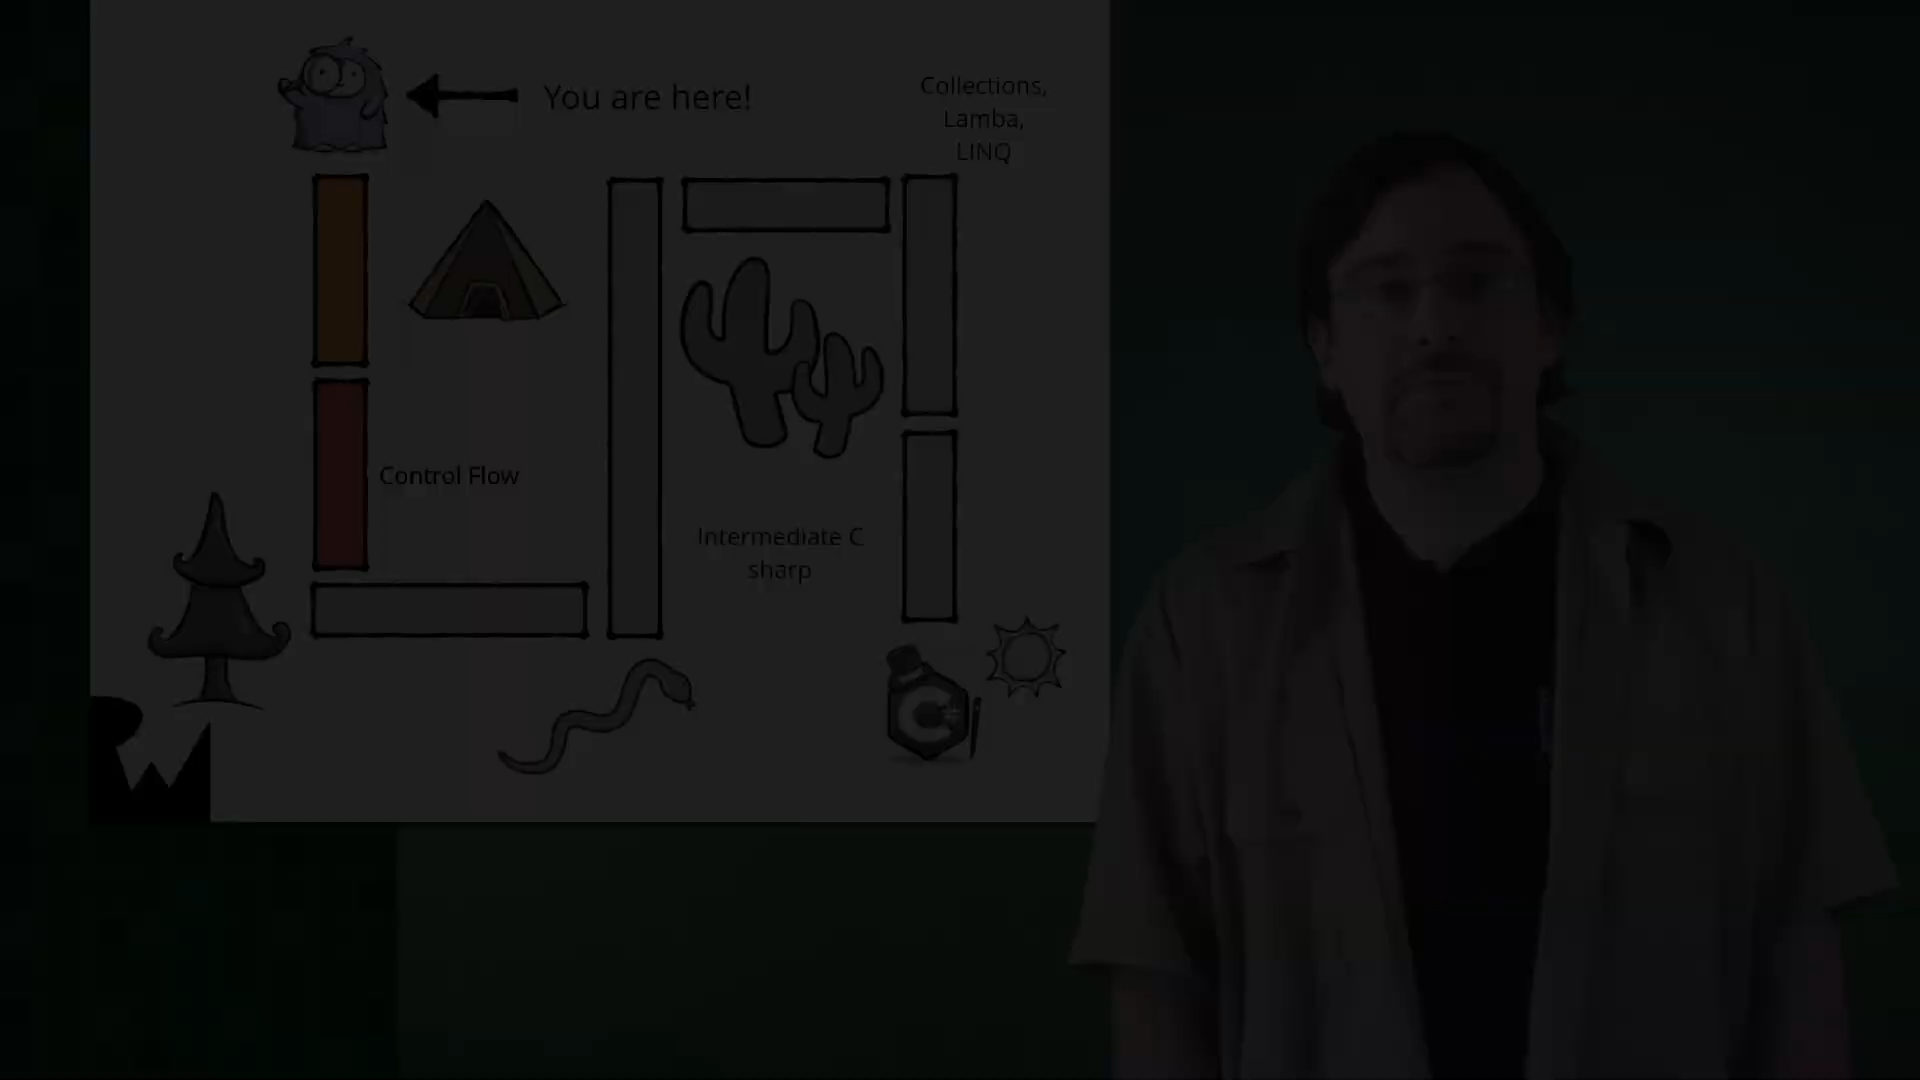 You are here!
Collections,
Lamba,
LINQ
Control Flow
Intermediate C
sharp